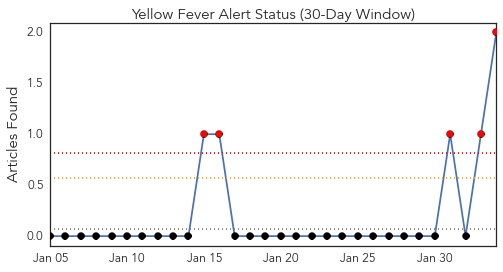 Yellow Fever Alert Status (30-Day Window)
Articles Found
2.0
1.5
1.0
0.5
0.0
Jan 05
Jan 10
Jan 15
Jan 20
Jan 25
Jan 30